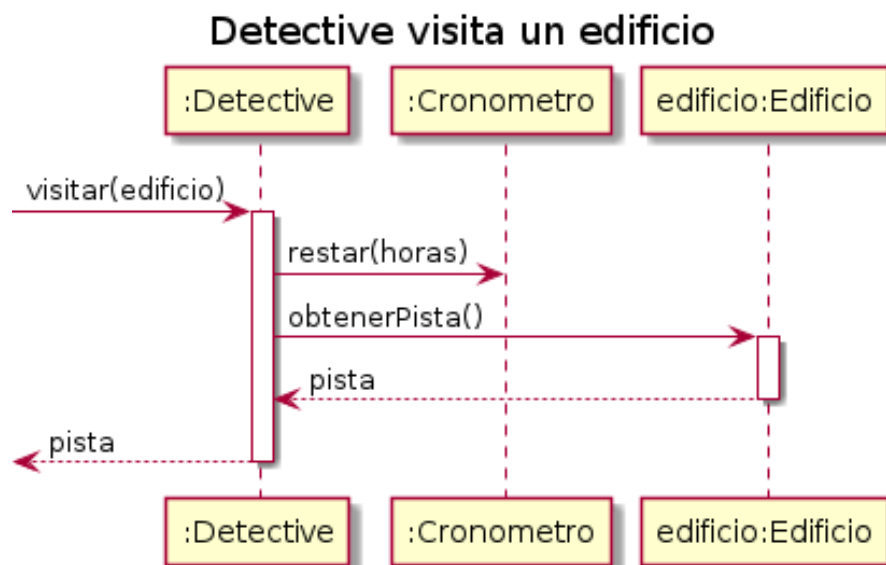 Detective visita un edificio
:Detective
:Cronometro
edificio:Edificio
visitar(edificio)
restar(horas)
obtenerPista()
pista
pista
:Detective
:Cronometro
edificio:Edificio